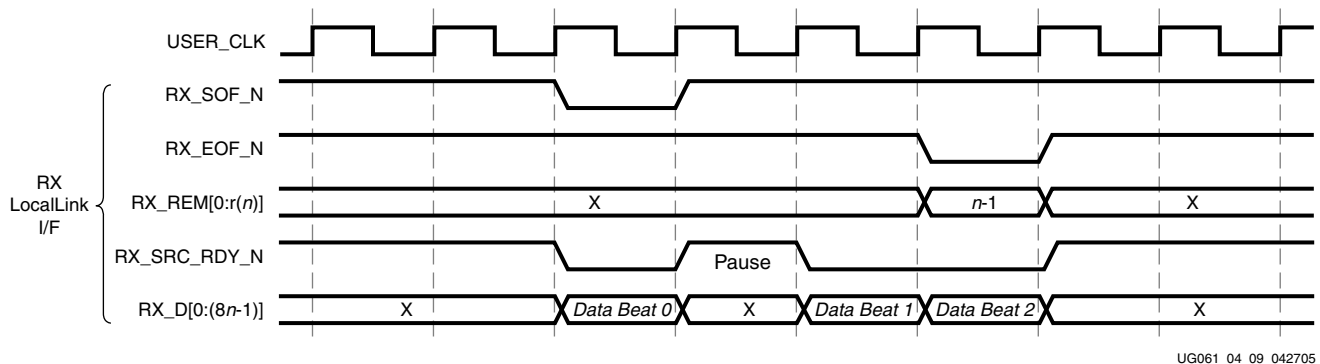 USER_CLK
RX_SOF_N
RX_EOF_N
RX
LocalLink
I/F
RX_REM[0:r(n)]
X
n-1
X
RX_SRC_RDY_N
Pause
RX_D[0:(8n-1)]
X
Data Beat 0
X
Data Beat 1
Data Beat 2
X
UG061_04_09_042705